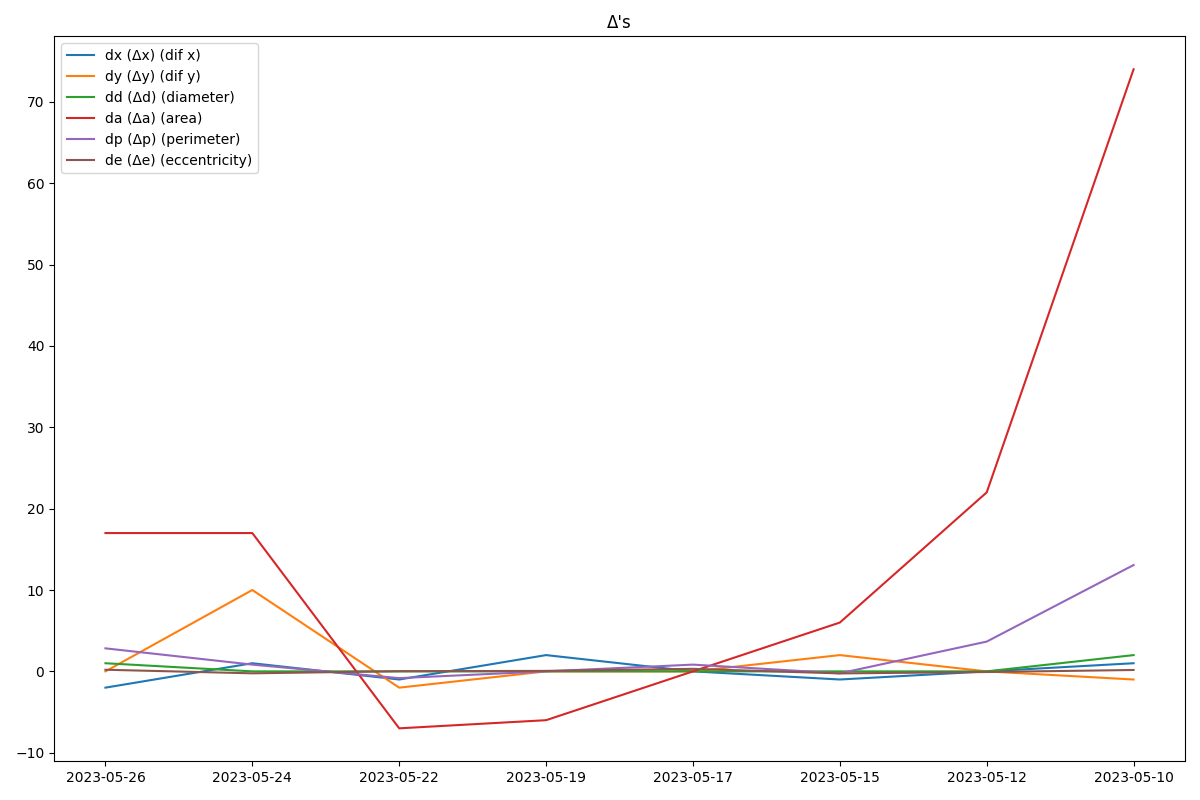 Δ's
dx (Δx) (dif x)
dy (Δy) (dif y)
dd (Δd) (diameter)
da (Δa) (area)
dp (Δp) (perimeter)
de (Δe) (eccentricity)
70
60
50
40
30
20
10
0
−10
2023-05-26 2023-05-24 2023-05-22 2023-05-19 2023-05-17 2023-05-15 2023-05-12 2023-05-10